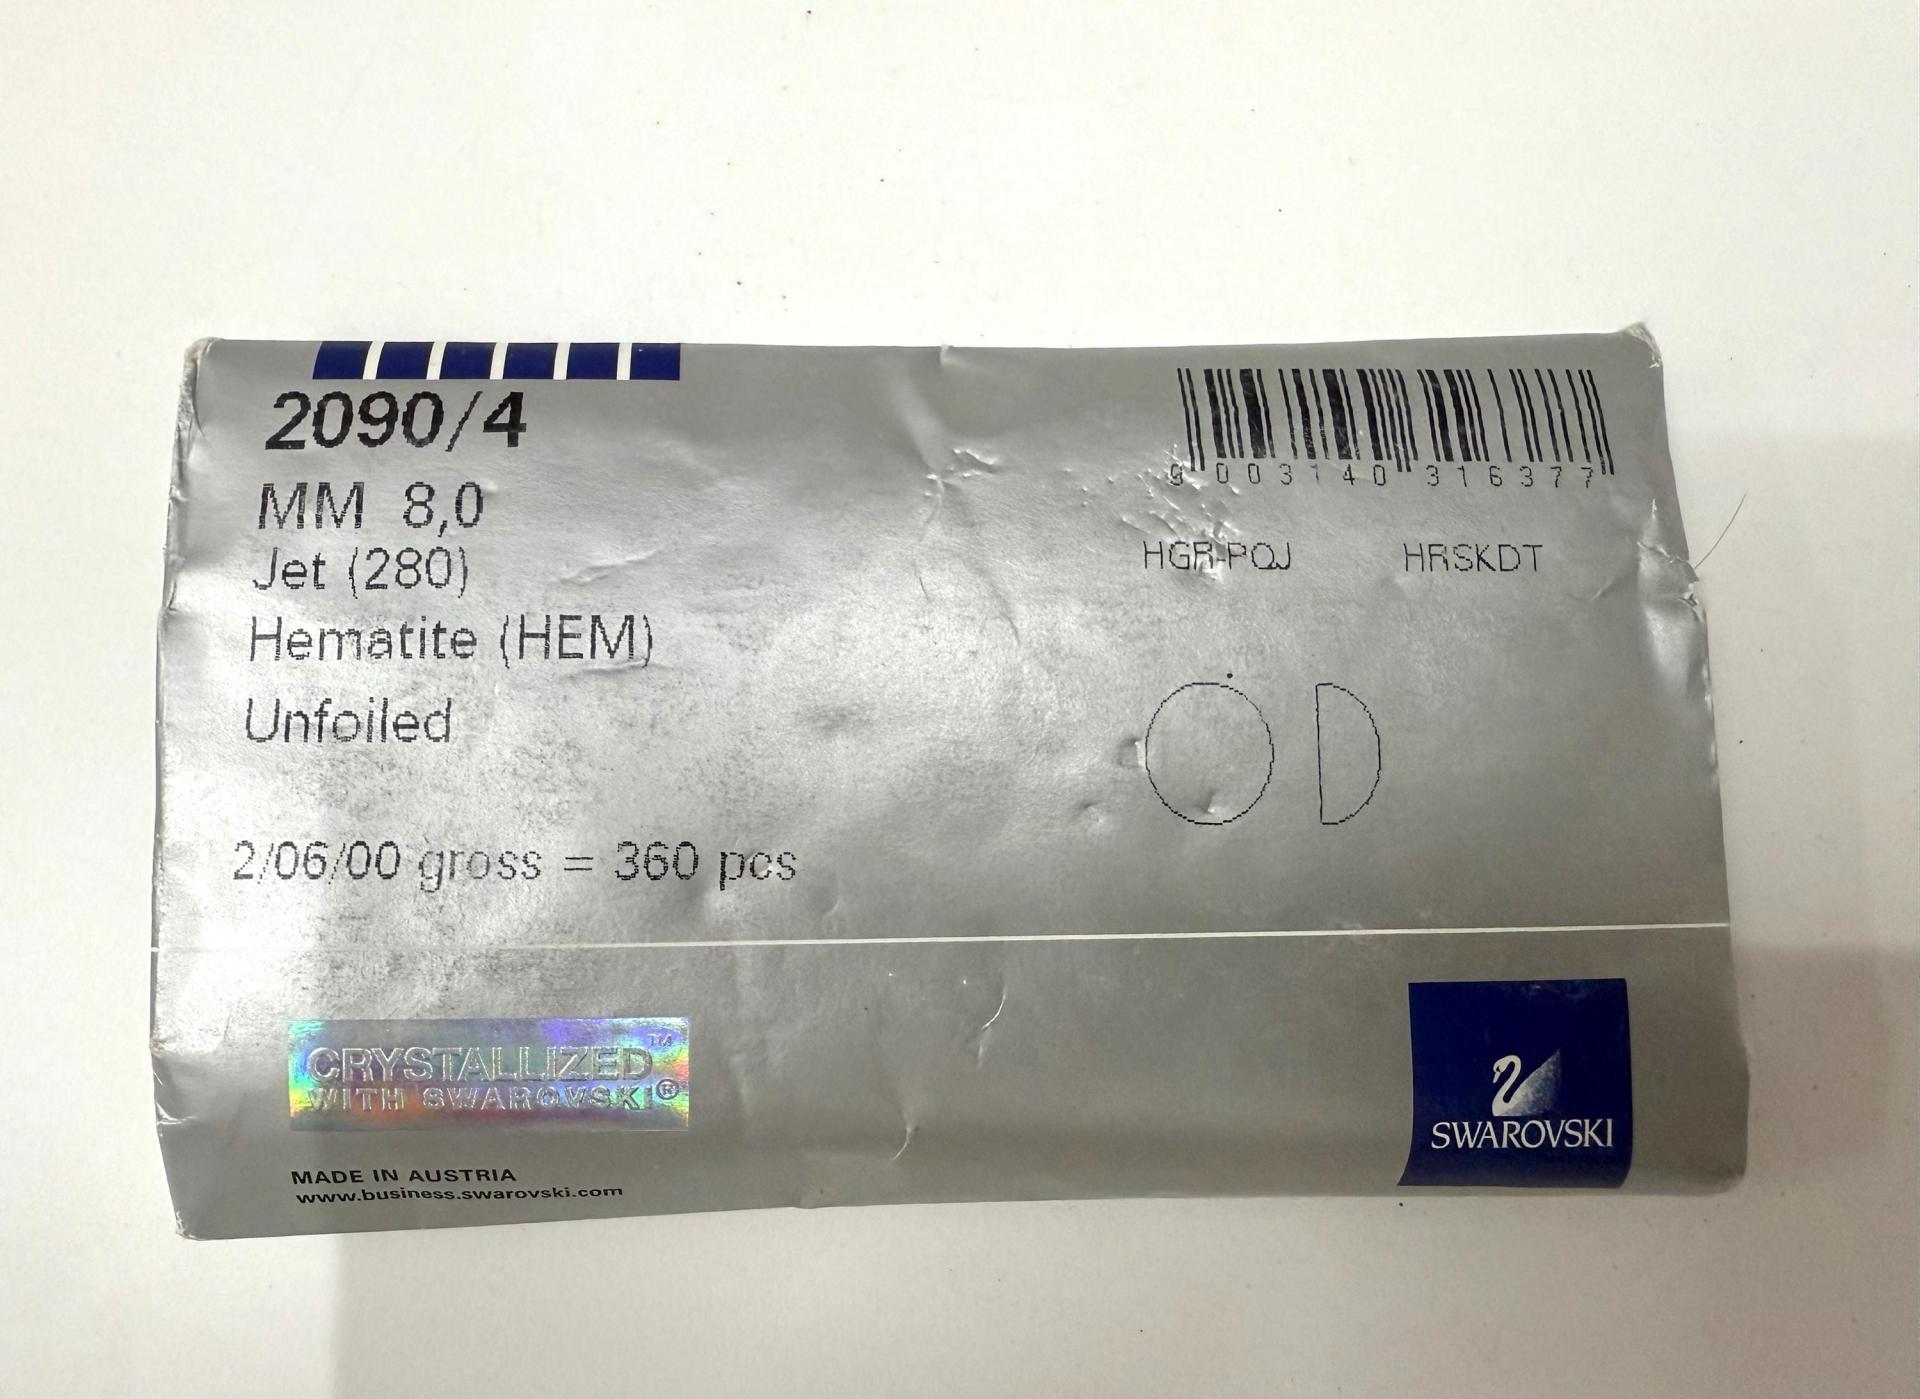 2090/4
MM 8,0
Jet (280)
Hematite (HEM)
Unfoiled
2/06/00 gross = 360 pcs
9 003140 316377
HGR-PQJ HRSKDT
CRYSTALLIZED™
WITH SWAROVSKI®
MADE IN AUSTRIA
www.business.swarovski.com
SWAROVSKI